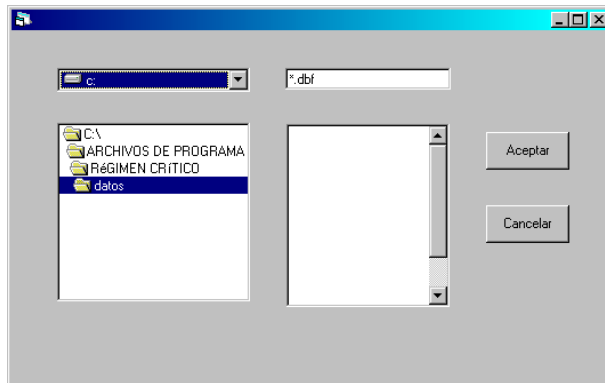 c:
*.dbf
C:\
ARCHIVOS DE PROGRAMA
RéGIMEN CRíTICO
datos
Aceptar
Cancelar